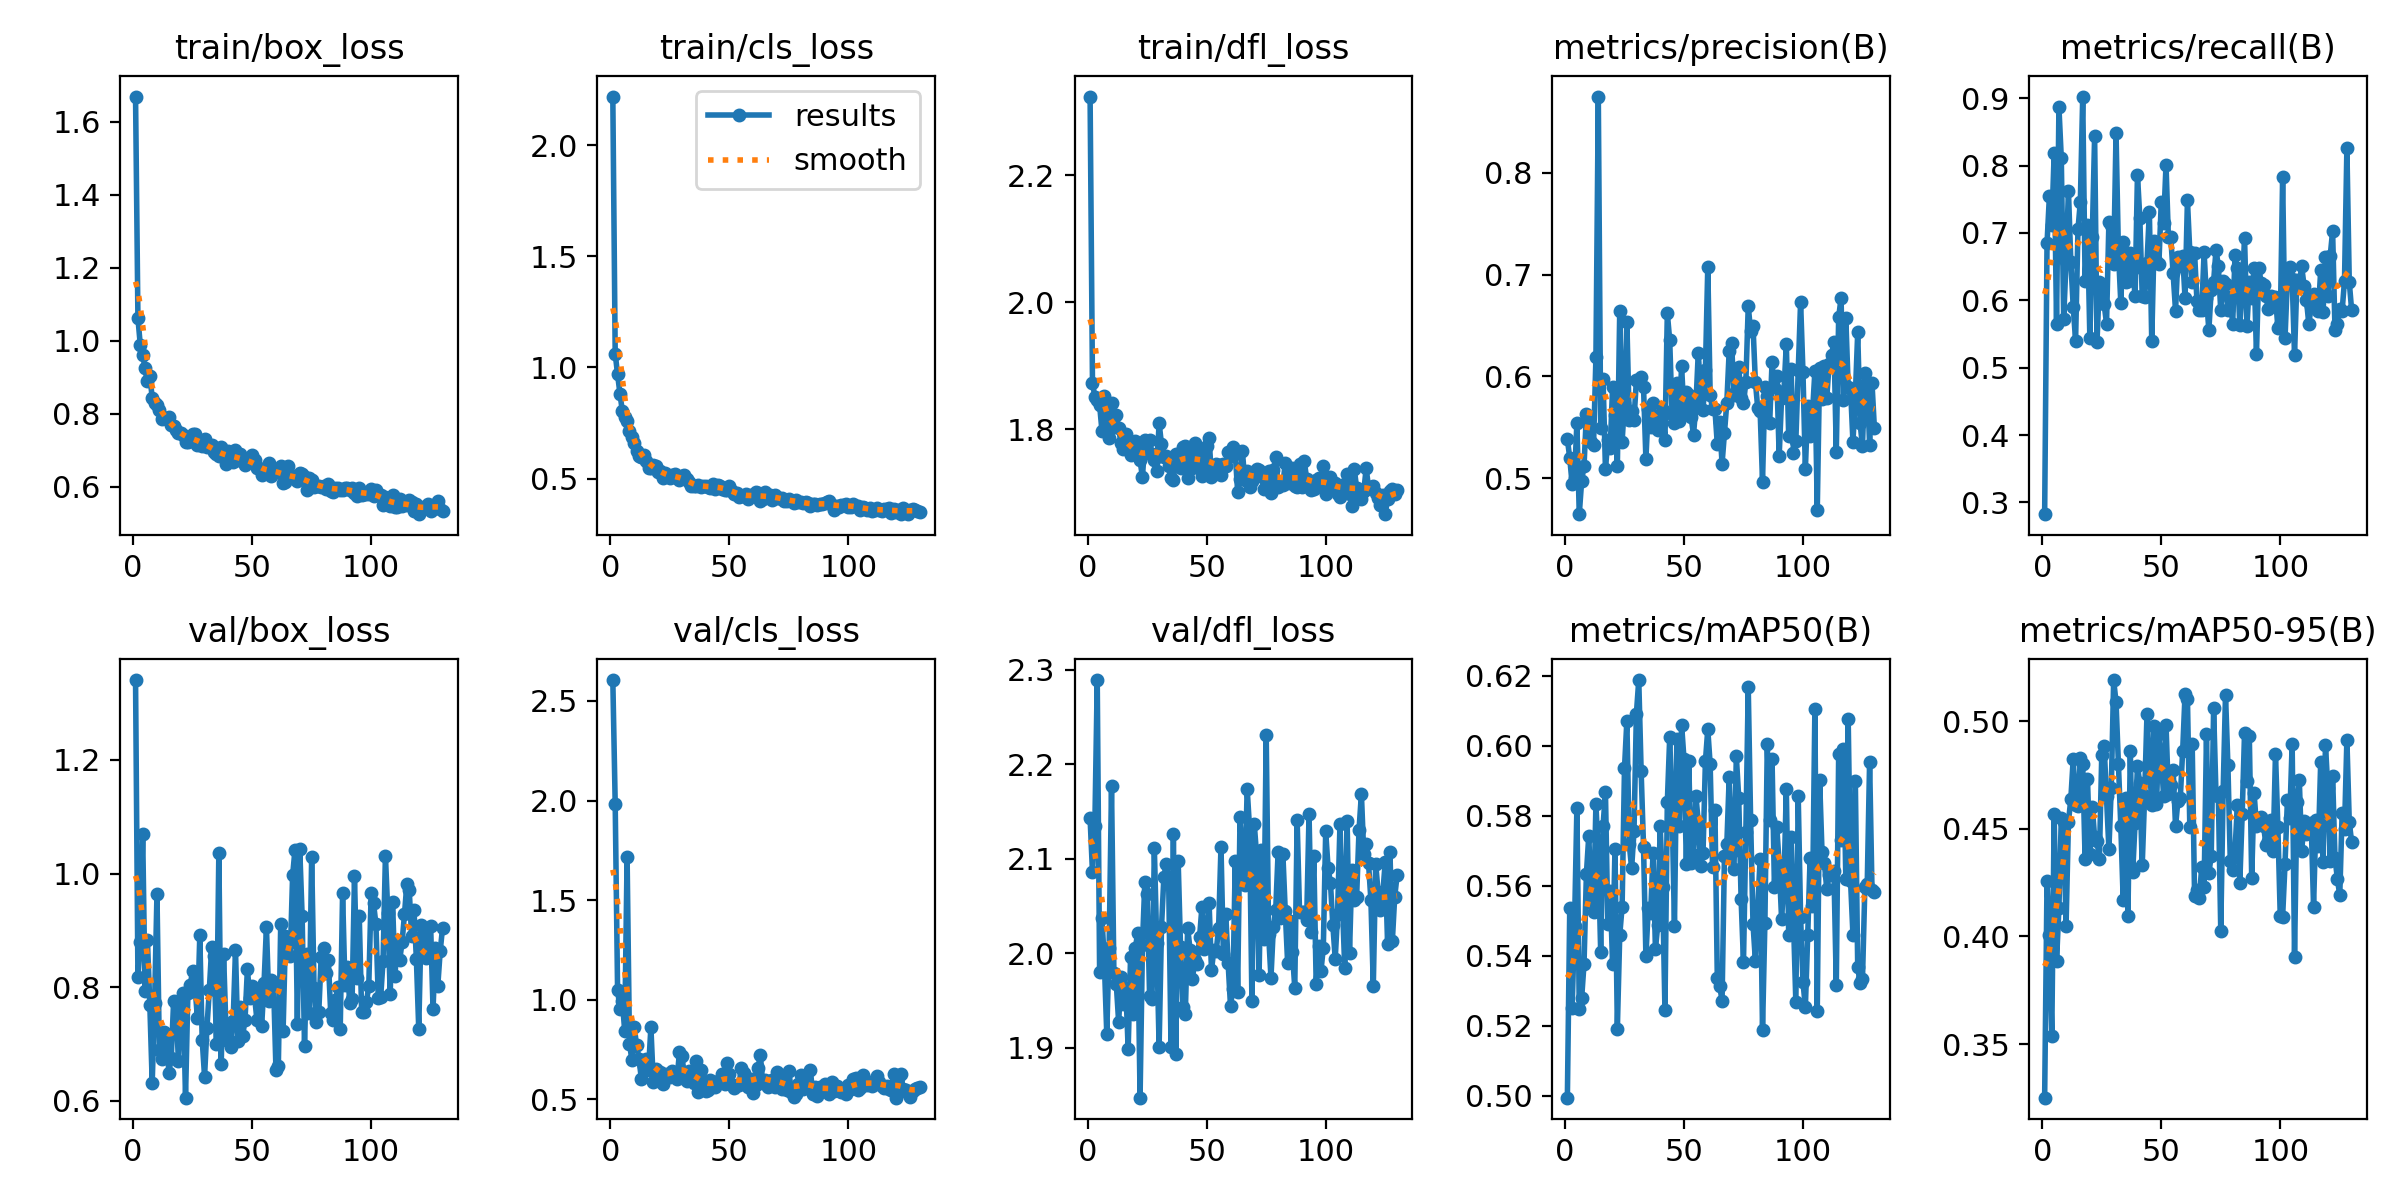 train/box_loss
1.6
1.4
1.2
1.0
0.8
0.6
0 50 100
train/cls_loss
results
smooth
2.0
1.5
1.0
0.5
0 50 100
train/dfl_loss
2.2
2.0
1.8
0 50 100
metrics/precision(B)
0.8
0.7
0.6
0.5
0 50 100
metrics/recall(B)
0.9
0.8
0.7
0.6
0.5
0.4
0.3
0 50 100
val/box_loss
1.2
1.0
0.8
0.6
0 50 100
val/cls_loss
2.5
2.0
1.5
1.0
0.5
0 50 100
val/dfl_loss
2.3
2.2
2.1
2.0
1.9
0 50 100
metrics/mAP50(B)
0.62
0.60
0.58
0.56
0.54
0.52
0.50
0 50 100
metrics/mAP50-95(B)
0.50
0.45
0.40
0.35
0 50 100